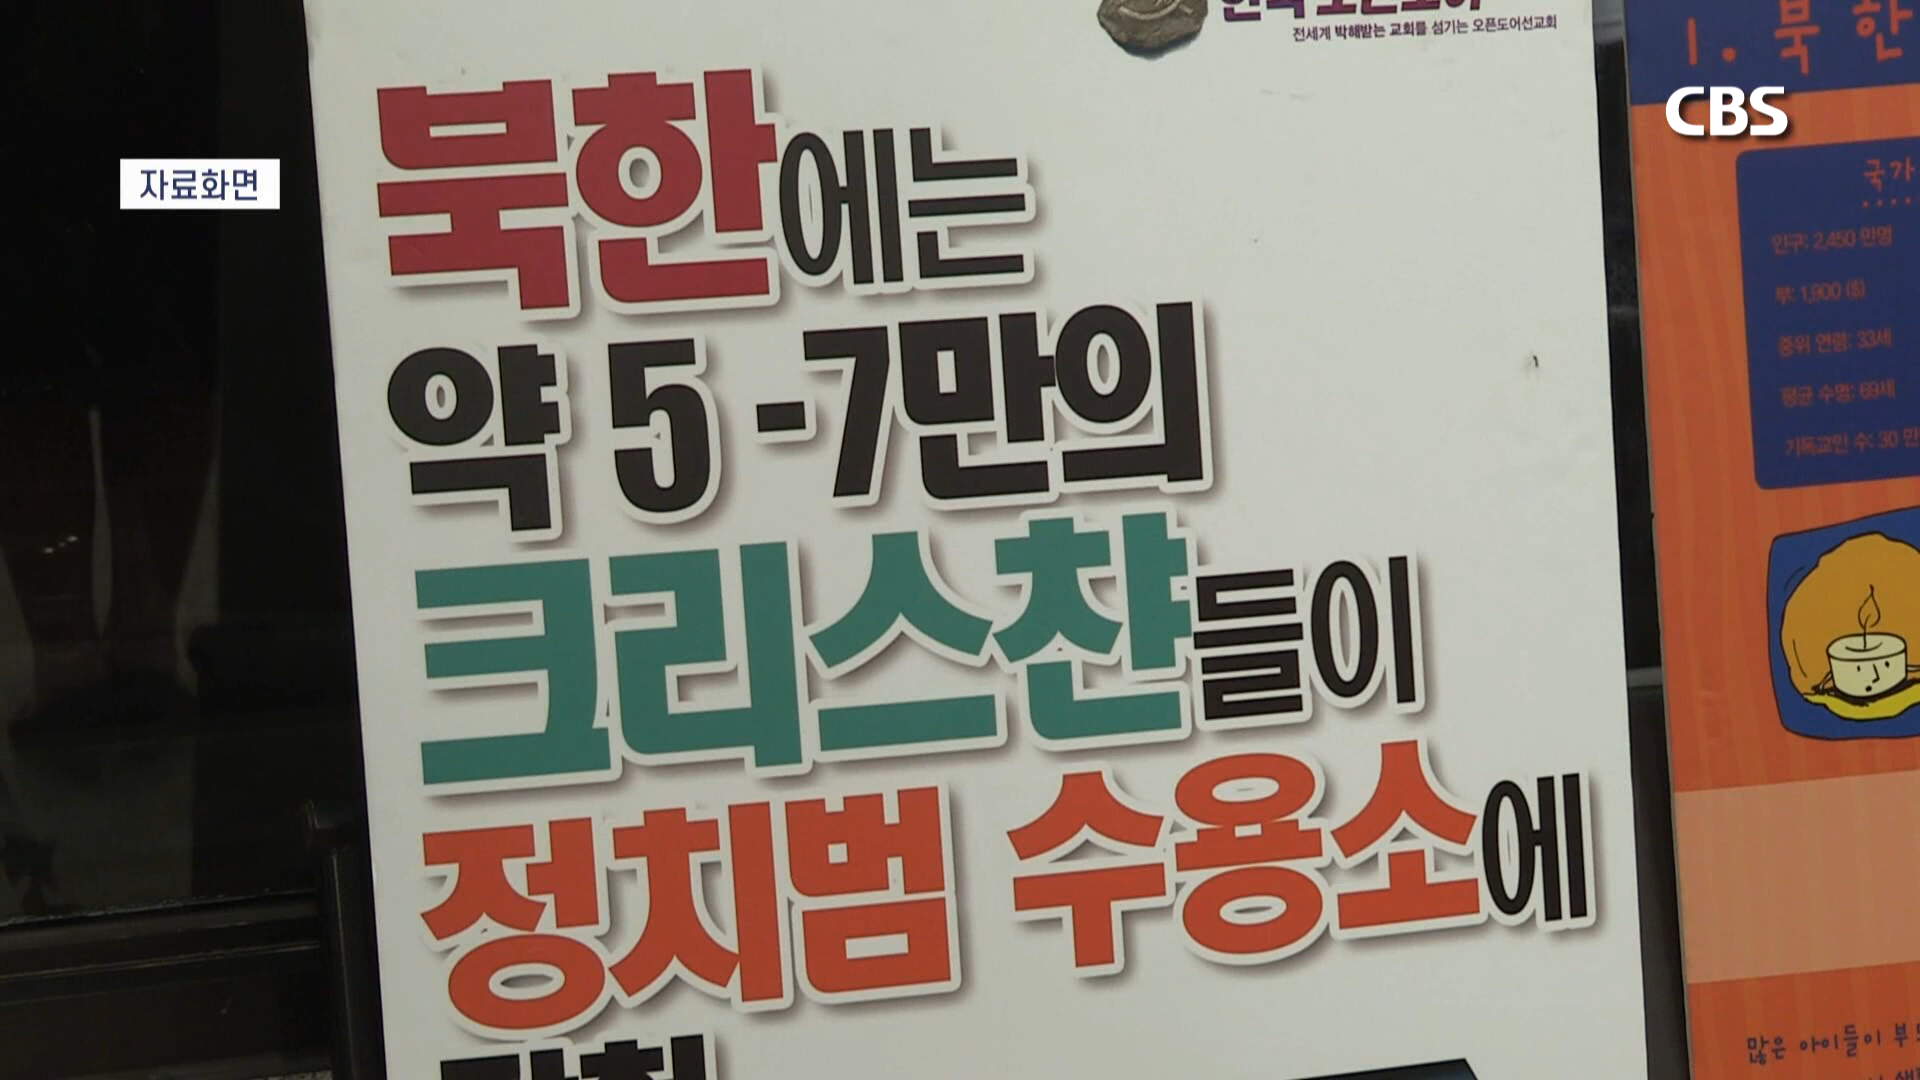 전세계 박해받는 교회를 섬기는 오픈도어선교회
자료화면
CBS
북한에는
약 5 -7만의
크리스챤들이
정치범 수용소에
1. 북한
국가
인구: 2,450 만명
부: 1,900 ($)
중위 연령: 33세
평균 수명: 69세
기독교인 수: 30 만
많은 아이들이 부